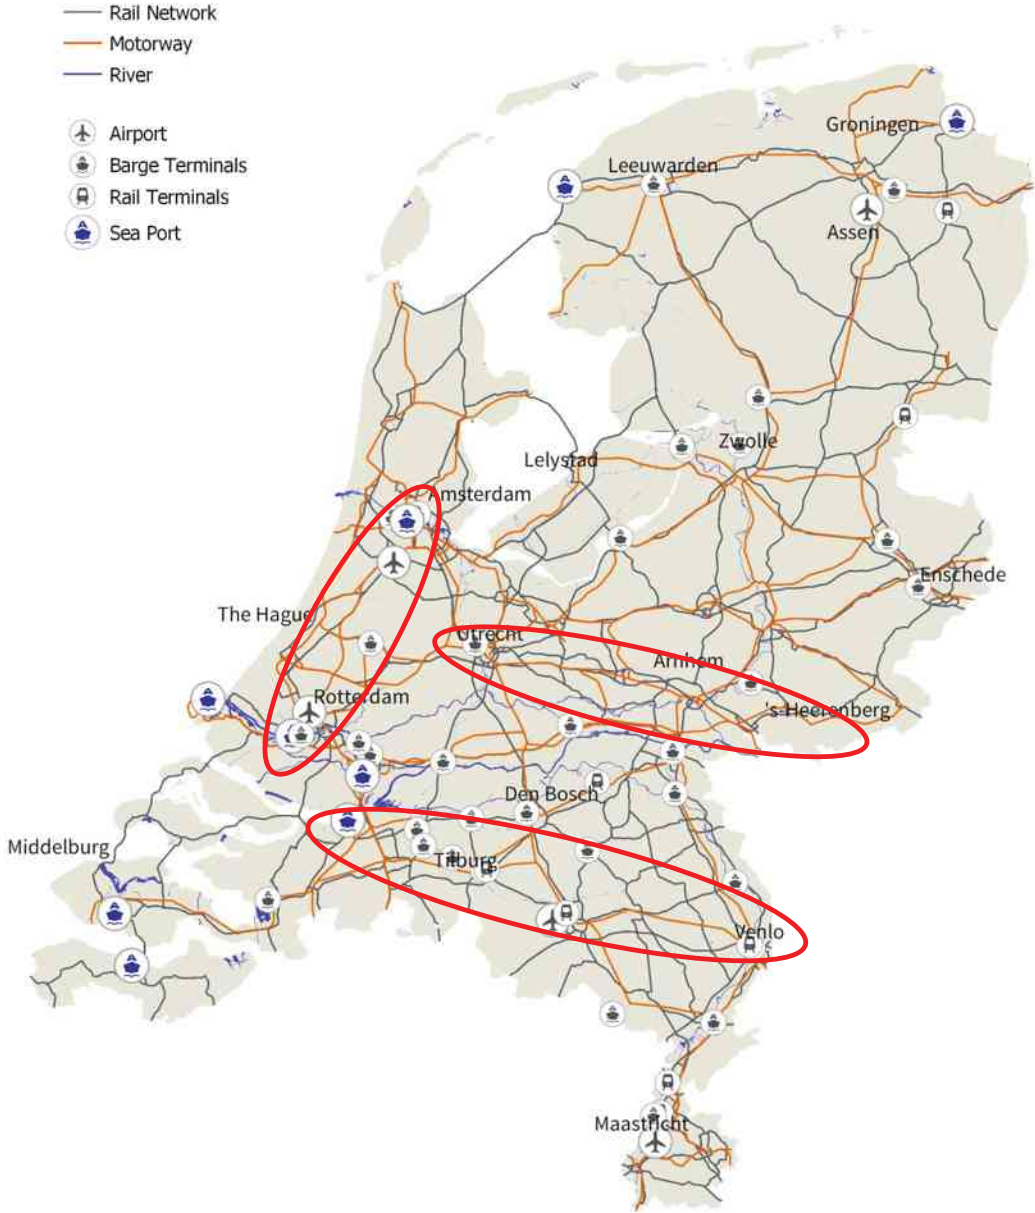 Rail Network
Motorway
River
Airport
Barge Terminals
Rail Terminals
Sea Port
Groningen
Leeuwarden
Assen
Zwolle
Lelystad
Amsterdam
Enschede
The Hague
Utrecht
Arnhem
Rotterdam
's Heerenberg
Den Bosch
Middelburg
Tilburg
Venlo
Maastricht